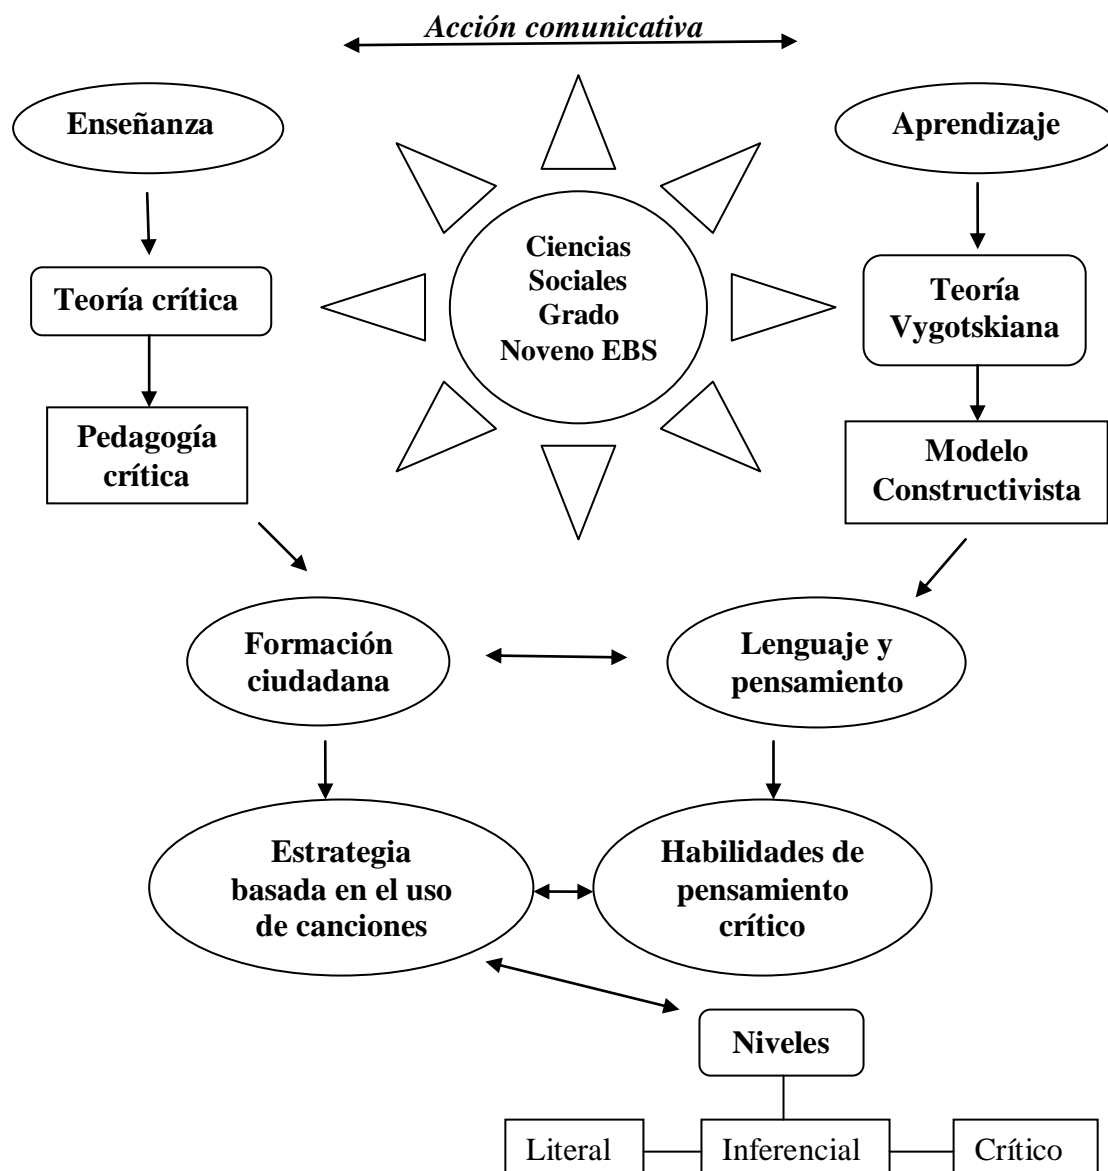 Acción comunicativa
Enseñanza
Aprendizaje
Ciencias
Sociales
Grado
Noveno EBS
Teoría crítica
Teoría
Vygotskiana
Pedagogía
crítica
Modelo
Constructivista
Formación
ciudadana
Lenguaje y
pensamiento
Estrategia
basada en el uso
de canciones
Habilidades de
pensamiento
crítico
Niveles
Literal
Inferencial
Crítico